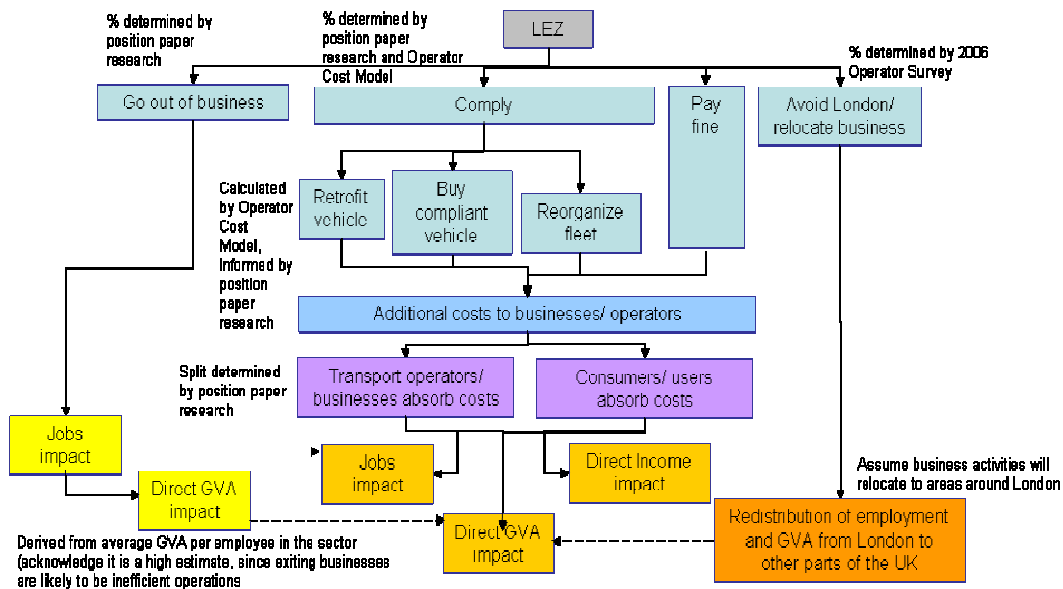 % determined by
position paper
research
% determined by
position paper
research and Operator
Cost Model
LEZ
% determined by 2006
Operator Survey
Go out of business
Comply
Pay
fine
Avoid London/
relocate business
Calculated
by Operator
Cost
Model,
informed by
position
paper
research
Retrofit
vehicle
Buy
compliant
vehicle
Reorganize
fleet
Additional costs to businesses/ operators
Split determined
by position paper
research
Transport operators/
businesses absorb costs
Consumers/ users
absorb costs
Jobs
impact
Jobs
impact
Direct Income
impact
Assume business activities will
relocate to areas around London
Direct GVA
impact
Direct GVA
impact
Redistribution of employment
and GVA from London to
other parts of the UK
Derived from average GVA per employee in the sector
(acknowledge it is a high estimate, since exiting businesses
are likely to be inefficient operations